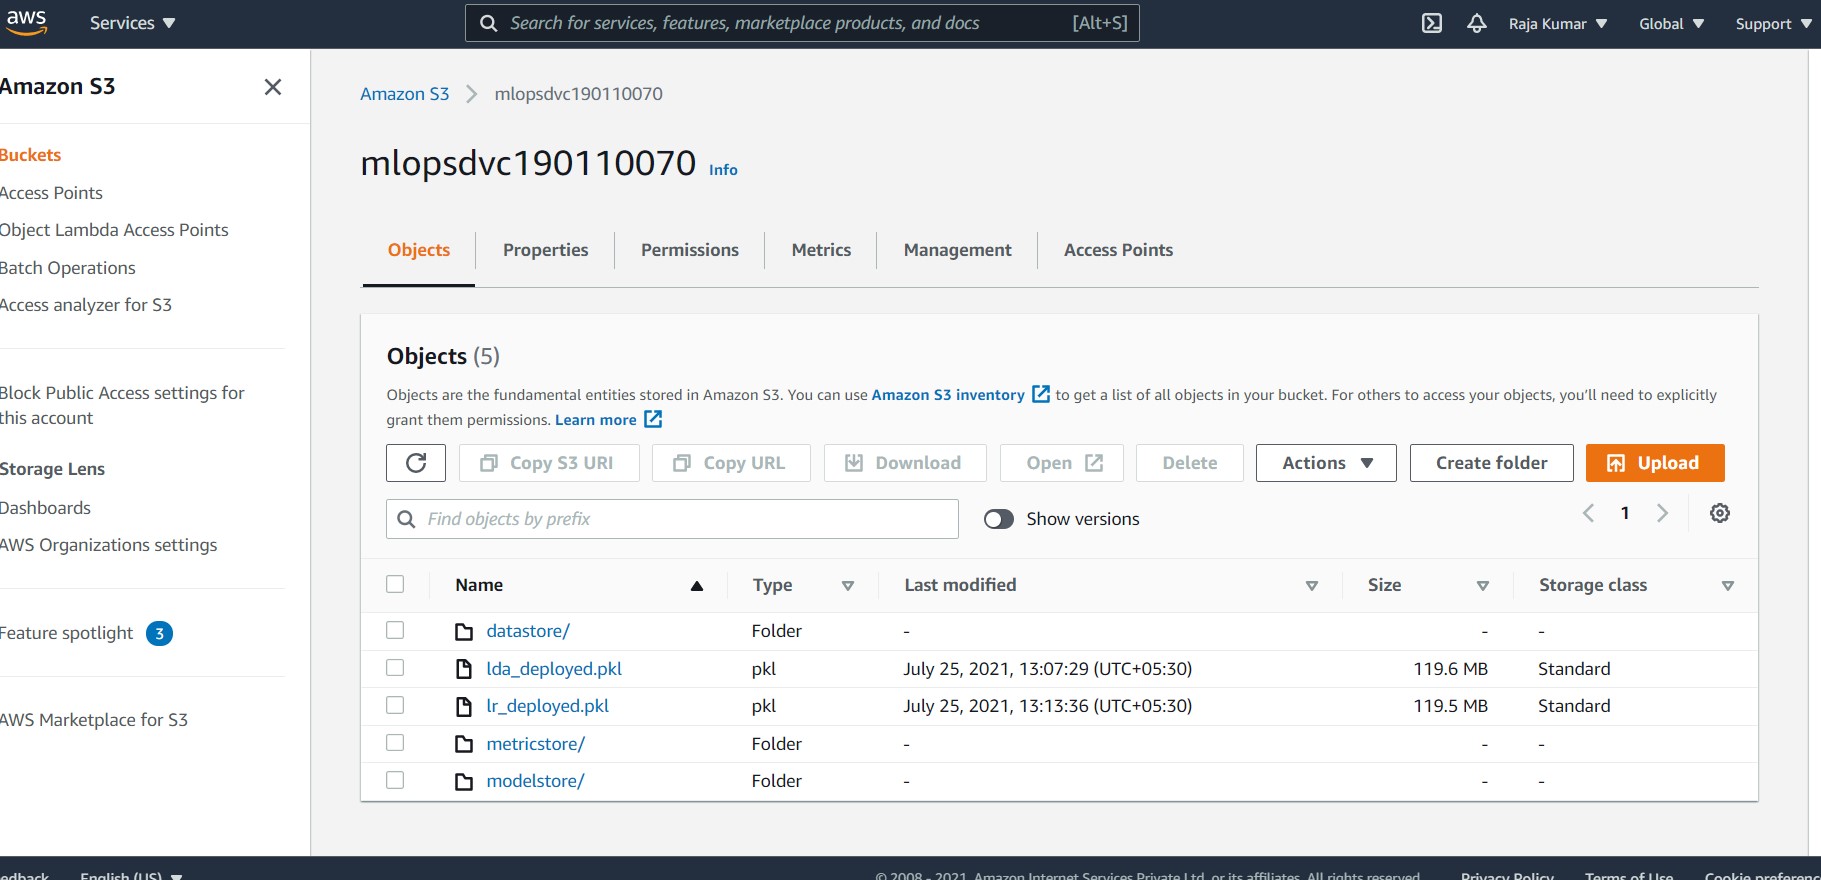 aws Services Search for services, features, marketplace products, and docs [Alt+S] Raja Kumar Global Support
Amazon S3
Buckets
Access Points
Object Lambda Access Points
Batch Operations
Access analyzer for S3
Block Public Access settings for
this account
Storage Lens
Dashboards
AWS Organizations settings
Feature spotlight 3
AWS Marketplace for S3
Amazon S3 mlopsdvc190110070
mlopsdvc190110070 Info
Objects Properties Permissions Metrics Management Access Points
Objects (5)
Objects are the fundamental entities stored in Amazon S3. You can use Amazon S3 inventory to get a list of all objects in your bucket. For others to access your objects, you'll need to explicitly
grant them permissions. Learn more
Copy S3 URI Copy URL Download Open Delete Actions Create folder Upload
Find objects by prefix Show versions 1
Name Type Last modified Size Storage class
datastore/ Folder - - -
lda_deployed.pkl pkl July 25, 2021, 13:07:29 (UTC+05:30) 119.6 MB Standard
lr_deployed.pkl pkl July 25, 2021, 13:13:36 (UTC+05:30) 119.5 MB Standard
metricstore/ Folder - - -
modelstore/ Folder - - -
edback English (US) © 2008 - 2021, Amazon Internet Services Private Ltd. or its affiliates. All rights reserved. Privacy Policy Terms of Use Cookie preferenc